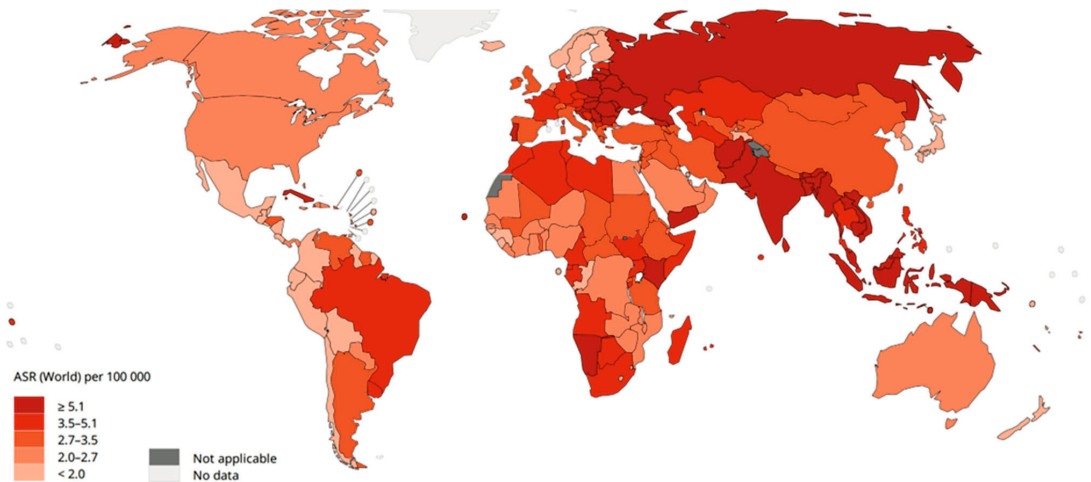 ASR (World) per 100 000
≥ 5.1
3.5–5.1
2.7–3.5
2.0–2.7
< 2.0
Not applicable
No data